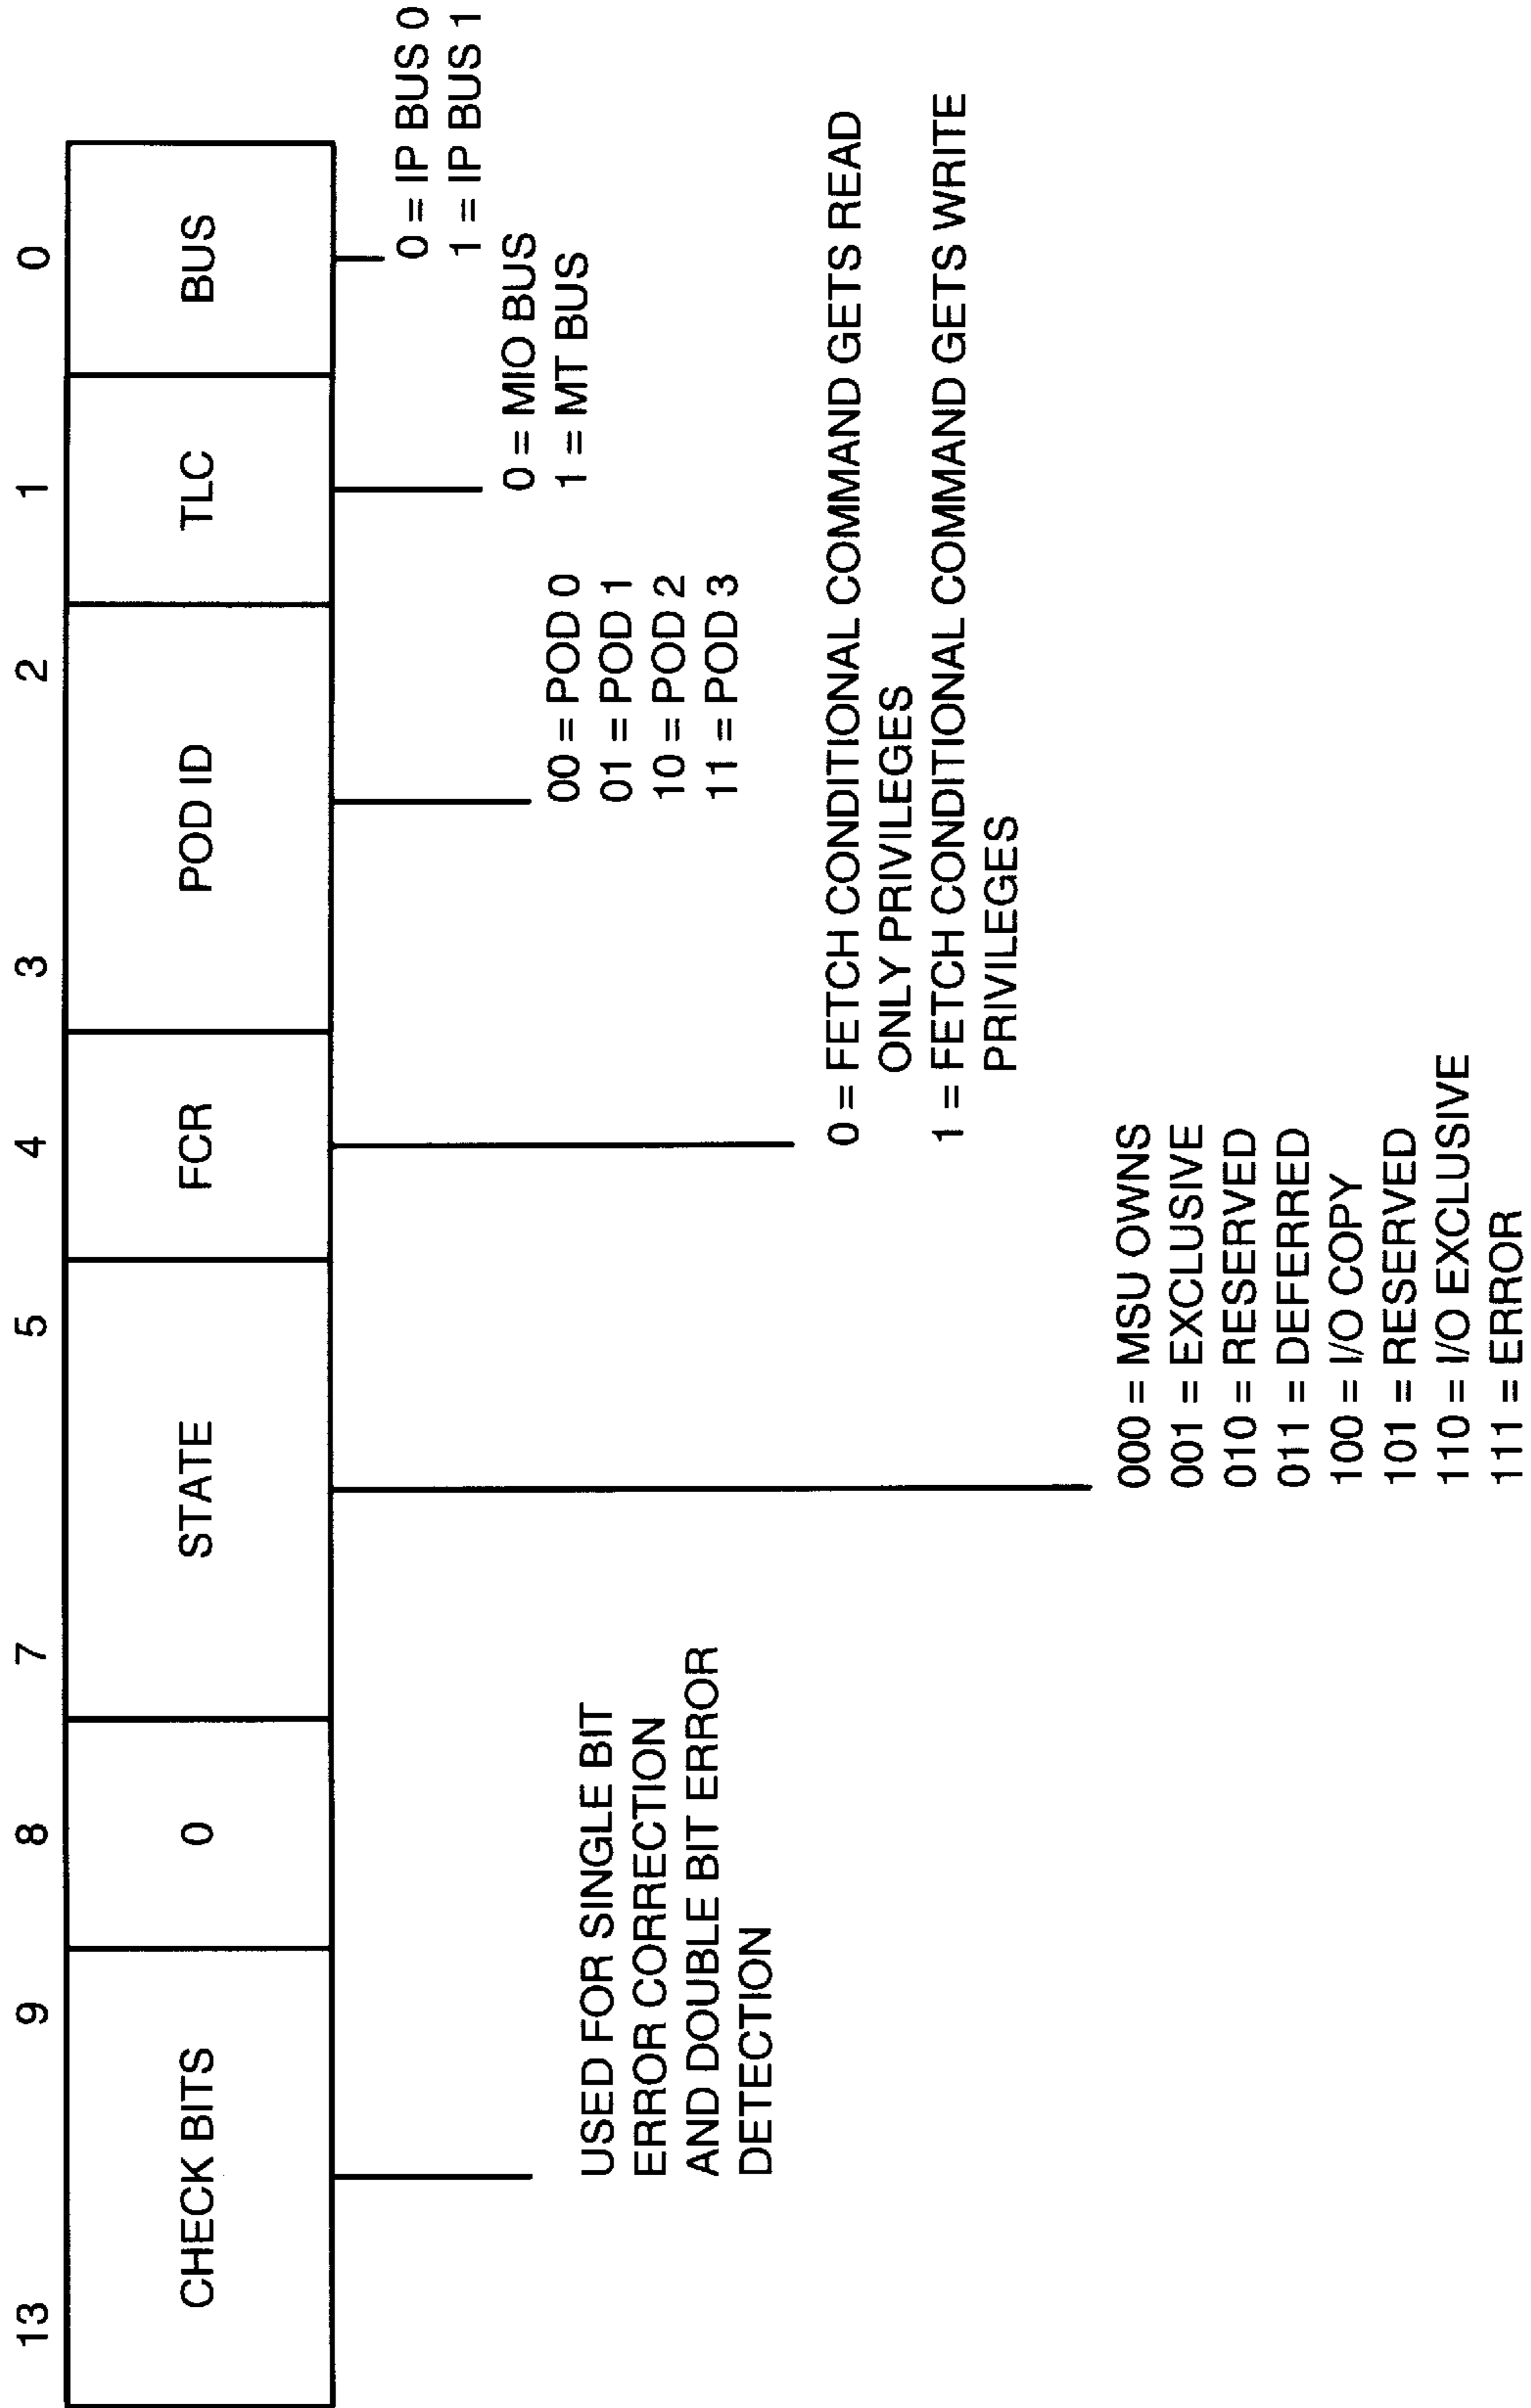 13 9 8 7 5 4 3 2 1 0
CHECK BITS 0 STATE FCR POD ID TLC BUS
USED FOR SINGLE BIT
ERROR CORRECTION
AND DOUBLE BIT ERROR
DETECTION
000 = MSU OWNS
001 = EXCLUSIVE
010 = RESERVED
011 = DEFERRED
100 = I/O COPY
101 = RESERVED
110 = I/O EXCLUSIVE
111 = ERROR
0 = FETCH CONDITIONAL COMMAND GETS READ
ONLY PRIVILEGES
1 = FETCH CONDITIONAL COMMAND GETS WRITE
PRIVILEGES
00 = POD 0
01 = POD 1
10 = POD 2
11 = POD 3
0 = MIO BUS
1 = MT BUS
0 = IP BUS 0
1 = IP BUS 1